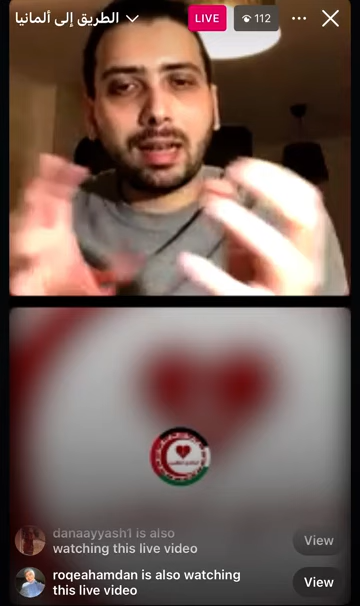 الطريق إلى ألمانيا
LIVE
112
danaayyash1 is also
watching this live video
View
roqeahamdan is also watching
this live video
View